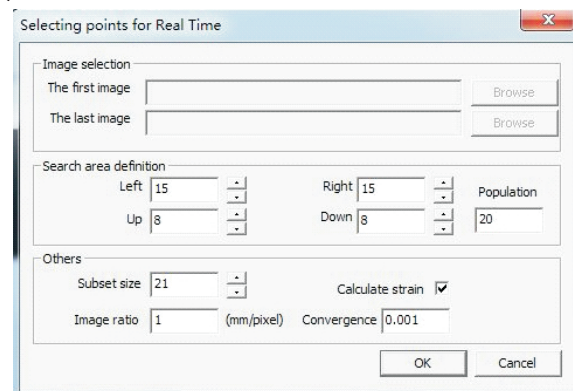 Selecting points for Real Time
Image selection
The first image Browse
The last image Browse
Search area definition
Left 15 Right 15 Population
Up 8 Down 8 20
Others
Subset size 21 Calculate strain
Image ratio 1 (mm/pixel) Convergence 0.001
OK Cancel